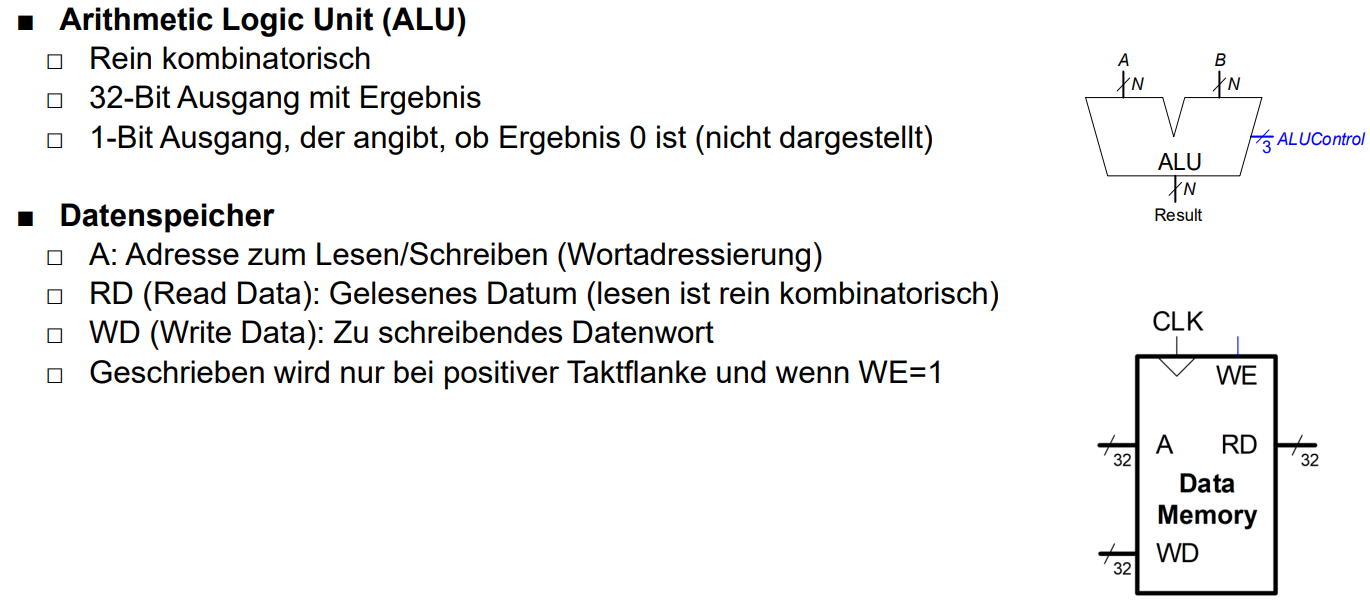 ■ Arithmetic Logic Unit (ALU)
□ Rein kombinatorisch
□ 32-Bit Ausgang mit Ergebnis
□ 1-Bit Ausgang, der angibt, ob Ergebnis 0 ist (nicht dargestellt)
A B
N N
3 ALUControl
ALU
N
Result
■ Datenspeicher
□ A: Adresse zum Lesen/Schreiben (Wortadressierung)
□ RD (Read Data): Gelesenes Datum (lesen ist rein kombinatorisch)
□ WD (Write Data): Zu schreibendes Datenwort
□ Geschrieben wird nur bei positiver Taktflanke und wenn WE=1
CLK
WE
A RD
32 32
Data
Memory
WD
32